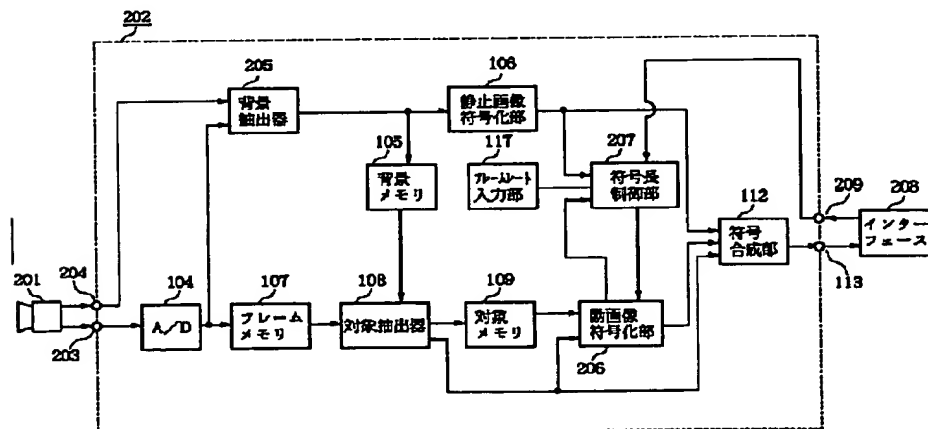 202
205
背景
抽出器
106
静止画像
符号化部
105
背景
メモリ
117
フレームレート
入力部
207
符号長
制御部
112
符号
合成部
209
208
インター
フェース
113
201
204
203
104
A/D
107
フレーム
メモリ
108
対象抽出器
109
対象
メモリ
動画像
符号化部
206